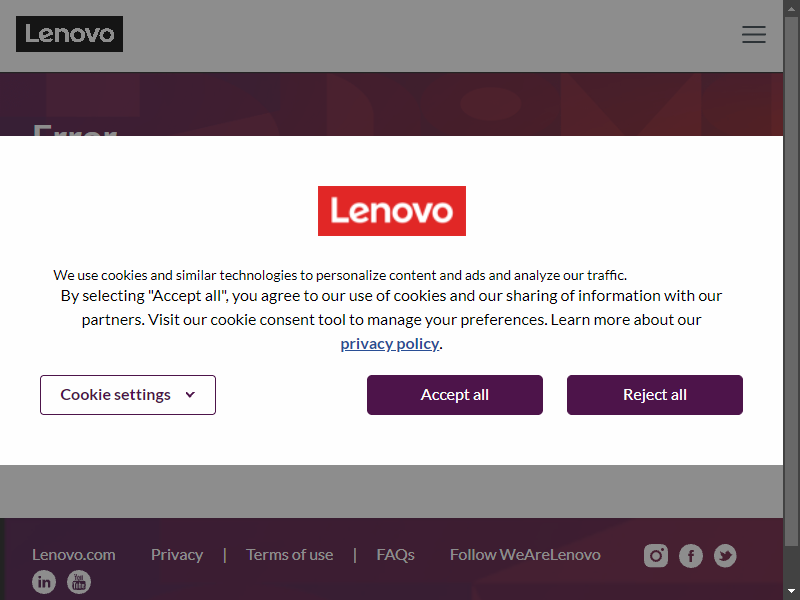 Lenovo
Error
Lenovo
We use cookies and similar technologies to personalize content and ads and analyze our traffic.
By selecting "Accept all", you agree to our use of cookies and our sharing of information with our
partners. Visit our cookie consent tool to manage your preferences. Learn more about our
privacy policy.
Cookie settings
Accept all
Reject all
Lenovo.com
Privacy
|
Terms of use
|
FAQs
Follow WeAreLenovo
in
You
Tube